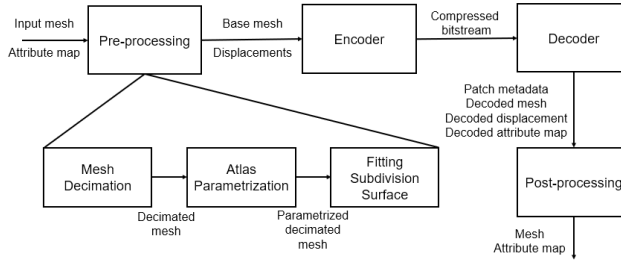 Input mesh
Attribute map
Pre-processing
Base mesh
Displacements
Encoder
Compressed
bitstream
Decoder
Patch metadata
Decoded mesh
Decoded displacement
Decoded attribute map
Mesh
Decimation
Decimated
mesh
Atlas
Parametrization
Parametrized
decimated
mesh
Fitting
Subdivision
Surface
Post-processing
Mesh
Attribute map